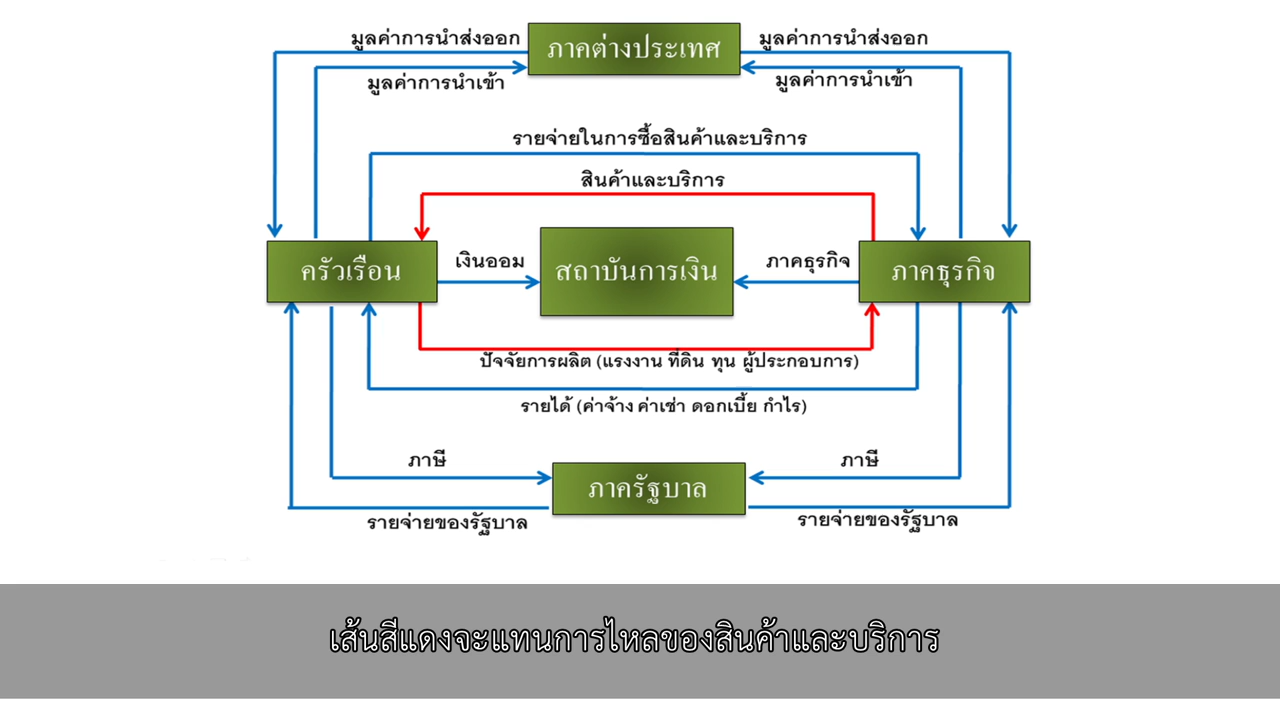 มูลค่าการนำส่งออก
ภาคต่างประเทศ
มูลค่าการนำส่งออก
มูลค่าการนำเข้า
มูลค่าการนำเข้า
รายจ่ายในการซื้อสินค้าและบริการ
สินค้าและบริการ
ครัวเรือน
เงินออม
สถาบันการเงิน
ภาคธุรกิจ
ภาคธุรกิจ
ปัจจัยการผลิต (แรงงาน ที่ดิน ทุน ผู้ประกอบการ)
รายได้ (ค่าจ้าง ค่าเช่า ดอกเบี้ย กำไร)
ภาษี
ภาครัฐบาล
ภาษี
รายจ่ายของรัฐบาล
รายจ่ายของรัฐบาล
เส้นสีแดงจะแทนการไหลของสินค้าและบริการ